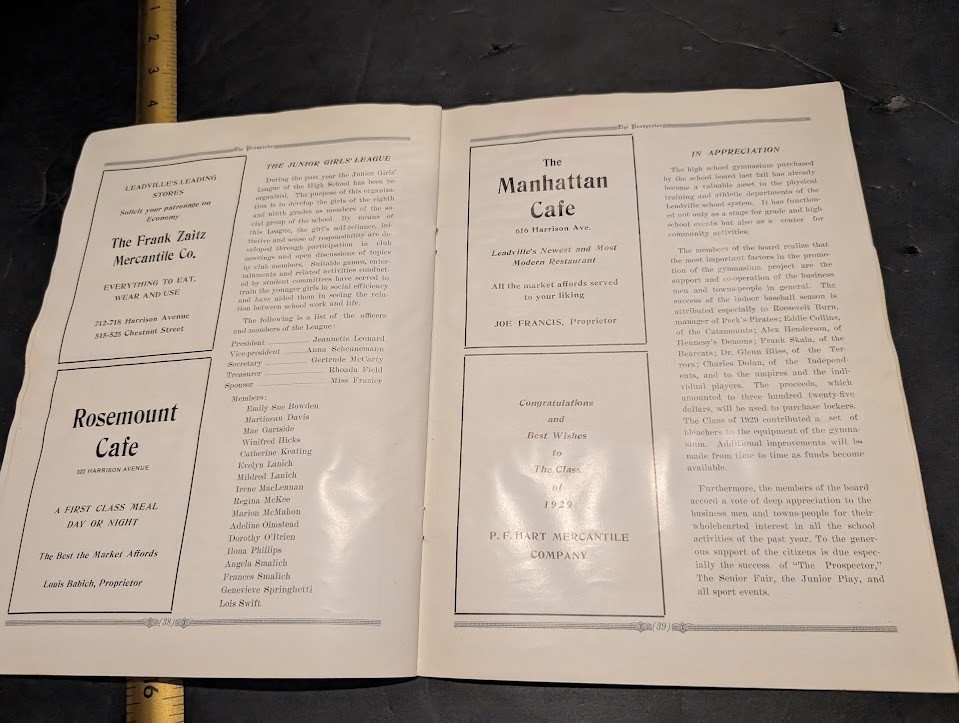 The Prospector
LEADVILLE'S LEADING
STORES
Solicit your patronage on
Economy
The Frank Zaitz
Mercantile Co.
EVERYTHING TO EAT,
WEAR AND USE
712-718 Harrison Avenue
515-525 Chestnut Street
Rosemount
Cafe
322 HARRISON AVENUE
A FIRST CLASS MEAL
DAY OR NIGHT
The Best the Market Affords
Louis Babich, Proprietor
THE JUNIOR GIRLS' LEAGUE
During the past year the Junior Girls'
League of the High School has been re-
organized. The purpose of this organiza-
tion is to develop the girls of the eighth
and ninth grades as members of the so-
cial group of the school. By means of
this League, the girl's self-reliance, ini-
tiative and sense of responsibility are de-
veloped through participation in club
meetings and open discussions of topics
by club members. Suitable games, enter-
tainments and related activities conduct-
ed by student committees have served to
train the younger girls in social efficiency
and have aided them in seeing the rela-
tion between school work and life.
The following is a list of the officers
and members of the League:
President Jeannette Leonard
Vice-president Anna Scheunemann
Secretary Gertrude McCarty
Treasurer Rhoada Field
Sponsor Miss Frazier
Members:
Emily Sue Bowden
Martineau Davis
Mae Gartside
Winifred Hicks
Catherine Keating
Evelyn Lanich
Mildred Lanich
Irene MacLennan
Regina McKee
Marion McMahon
Adeline Olmstead
Dorothy O'Brien
Ilona Phillips
Angela Smalich
Frances Smalich
Genevieve Springhetti
Lois Swift
(38)
The Prospector
The
Manhattan
Cafe
616 Harrison Ave.
Leadville's Newest and Most
Modern Restaurant
All the market affords served
to your liking
JOE FRANCIS, Proprietor
Congratulations
and
Best Wishes
to
The Class
of
1929
P. F. HART MERCANTILE
COMPANY
IN APPRECIATION
The high school gymnasium purchased
by the school board last fall has already
become a valuable asset to the physical
training and athletic departments of the
Leadville school system. It has function-
ed not only as a stage for grade and high
school events but also as a center for
community activities.
The members of the board realize that
the most important factors in the promo-
tion of the gymnasium project are the
support and co-operation of the business
men and towns-people in general. The
success of the indoor baseball season is
attributed especially to Roosevelt Burn,
manager of Peck's Pirates; Eddie Collins,
of the Catamounts; Alex Henderson, of
Hennesy's Demons; Frank Skala, of the
Bearcats; Dr. Glenn Bliss, of the Ter-
rors; Charles Dolan, of the Independ-
ents, and to the umpires and the indi-
vidual players. The proceeds, which
amounted to three hundred twenty-five
dollars, will be used to purchase lockers.
The Class of 1929 contributed a set of
bleachers to the equipment of the gymna-
sium. Additional improvements will be
made from time to time as funds become
available.
Furthermore, the members of the board
accord a vote of deep appreciation to the
business men and towns-people for their
wholehearted interest in all the school
activities of the past year. To the gener-
ous support of the citizens is due espec-
ially the success of "The Prospector,"
The Senior Fair, the Junior Play, and
all sport events.
(39)
2
3
4
6